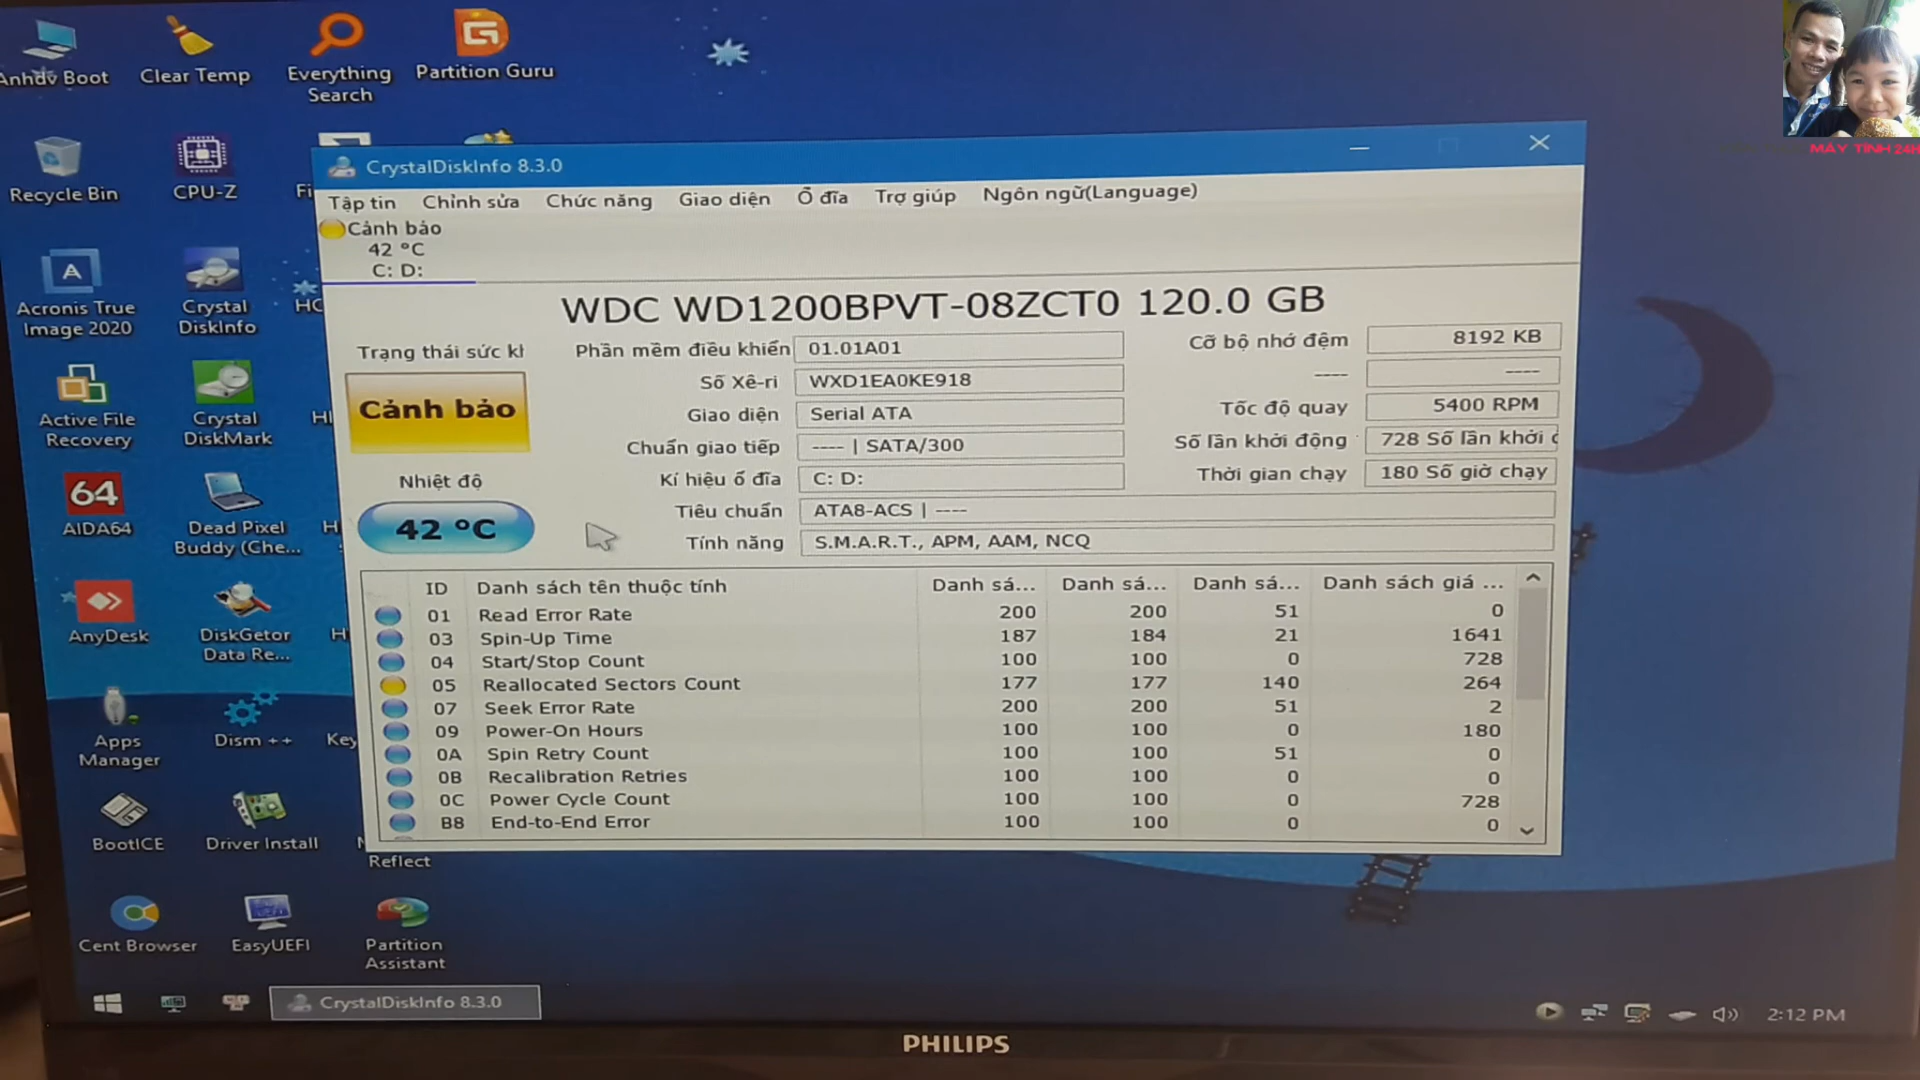 Anhdv Boot
Clear Temp
Everything
Search
Partition Guru
MÁY TÍNH 24H
Recycle Bin
CPU-Z
Fi
CrystalDiskInfo 8.3.0
Tập tin Chỉnh sửa Chức năng Giao diện Ổ đĩa Trợ giúp Ngôn ngữ(Language)
Cảnh bảo
42 °C
C: D:
Acronis True
Image 2020
Crystal
DiskInfo
HC
WDC WD1200BPVT-08ZCT0 120.0 GB
Trạng thái sức kh
Cảnh bảo
Nhiệt độ
42 °C
Phần mềm điều khiển 01.01A01
Số Xê-ri WXD1EA0KE918
Giao diện Serial ATA
Chuẩn giao tiếp ---- | SATA/300
Kí hiệu ổ đĩa C: D:
Tiêu chuẩn ATA8-ACS | ----
Tính năng S.M.A.R.T., APM, AAM, NCQ
Cỡ bộ nhớ đệm 8192 KB
---- ----
Tốc độ quay 5400 RPM
Số lần khởi động 728 Số lần khởi đ
Thời gian chạy 180 Số giờ chạy
Active File
Recovery
Crystal
DiskMark
HI
64
AIDA64
Dead Pixel
Buddy (Che...
H
ID Danh sách tên thuộc tính Danh sá... Danh sá... Danh sá... Danh sách giá ...
01 Read Error Rate 200 200 51 0
03 Spin-Up Time 187 184 21 1641
04 Start/Stop Count 100 100 0 728
05 Reallocated Sectors Count 177 177 140 264
07 Seek Error Rate 200 200 51 2
09 Power-On Hours 100 100 0 180
0A Spin Retry Count 100 100 51 0
0B Recalibration Retries 100 100 0 0
0C Power Cycle Count 100 100 0 728
B8 End-to-End Error 100 100 0 0
AnyDesk
DiskGetor
Data Re...
H
Apps
Manager
Dism ++
Key
BootICE
Driver Install
Reflect
Cent Browser
EasyUEFI
Partition
Assistant
CrystalDiskInfo 8.3.0
2:12 PM
PHILIPS